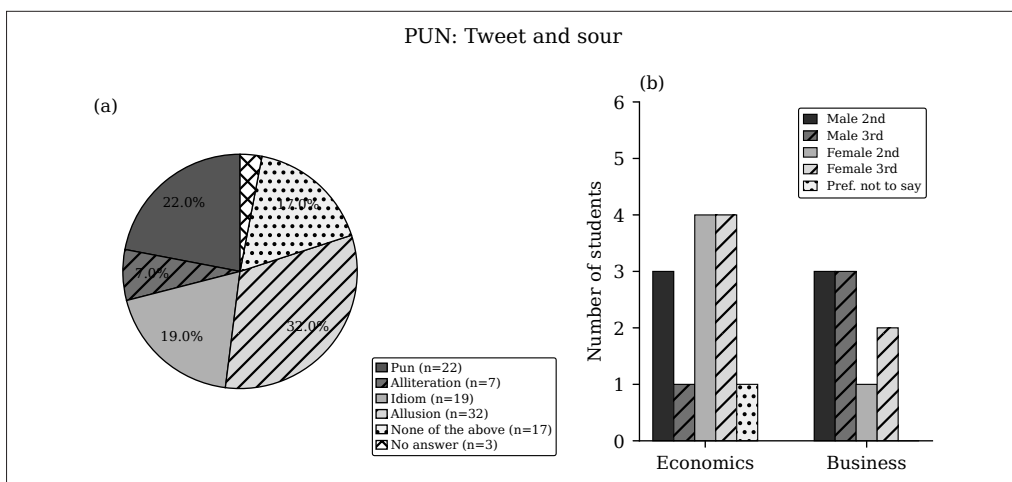 PUN: Tweet and sour
(a)
22.0%
17.0%
7.0%
19.0%
32.0%
Pun (n=22)
Alliteration (n=7)
Idiom (n=19)
Allusion (n=32)
None of the above (n=17)
No answer (n=3)
(b)
Number of students
6
5
4
3
2
1
0
Male 2nd
Male 3rd
Female 2nd
Female 3rd
Pref. not to say
Economics
Business